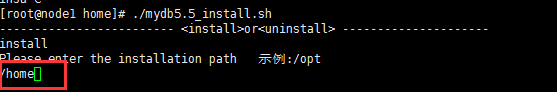 [root@node1 home]# ./mydb5.5_install.sh
------------------------- <install>or<uninstall> ---------------------
install
Please enter the installation path 示例:/opt
/home